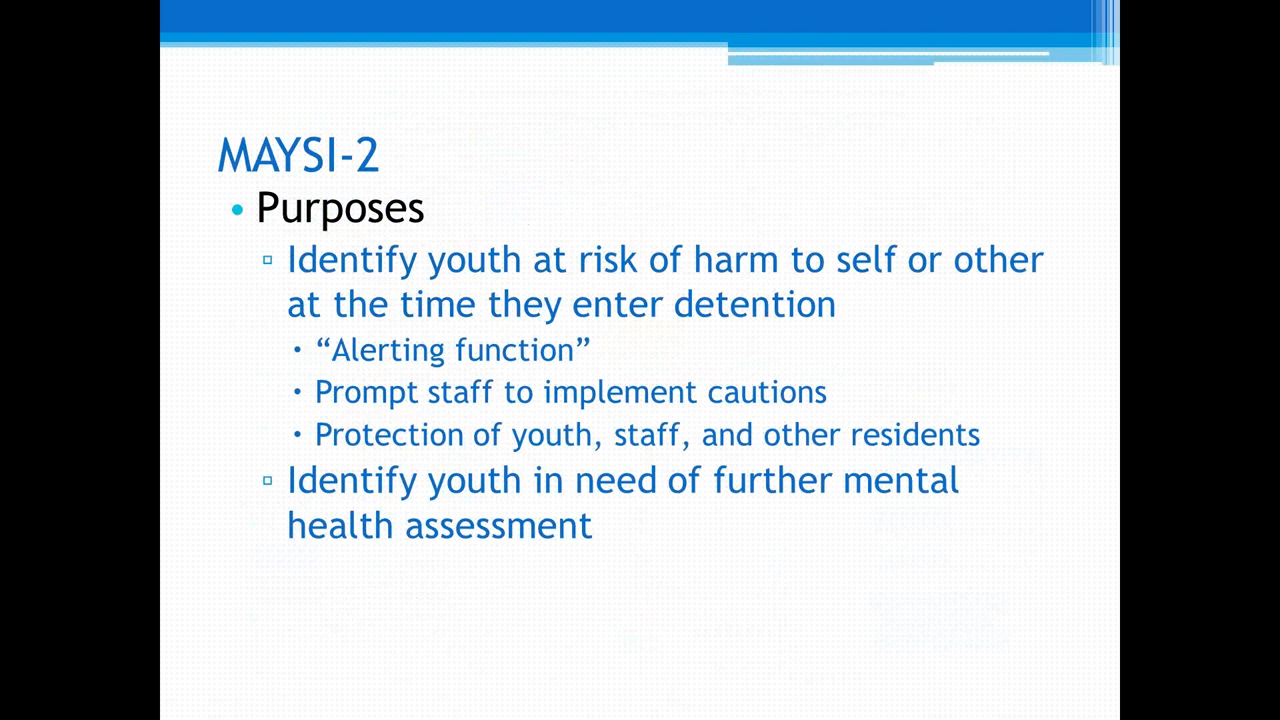 MAYSI-2
• Purposes
▫ Identify youth at risk of harm to self or other
at the time they enter detention
• “Alerting function”
• Prompt staff to implement cautions
• Protection of youth, staff, and other residents
▫ Identify youth in need of further mental
health assessment